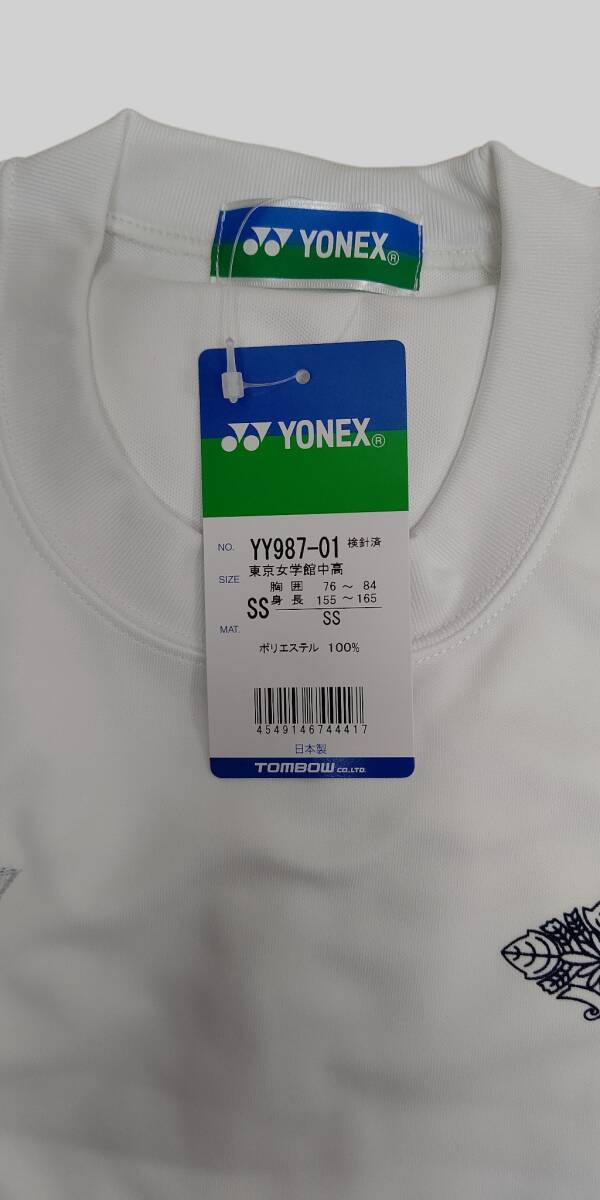 YONEX®
YONEX®
NO. YY987-01 検針済
東京女学館中高
SIZE
胸囲 76～84
SS 身長 155～165
SS
MAT.
ポリエステル 100%
4549146744417
日本製
TOMBOW CO.,LTD.